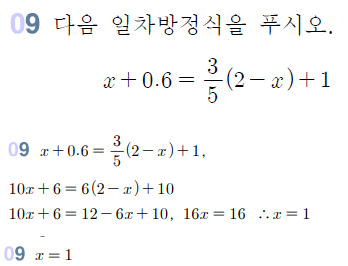 09 다음 일차방정식을 푸시오.
x+0.6=3/5(2-x)+1
09 x+0.6=3/5(2-x)+1,
10x+6=6(2-x)+10
10x+6=12-6x+10, 16x=16 ∴x=1
09 x=1